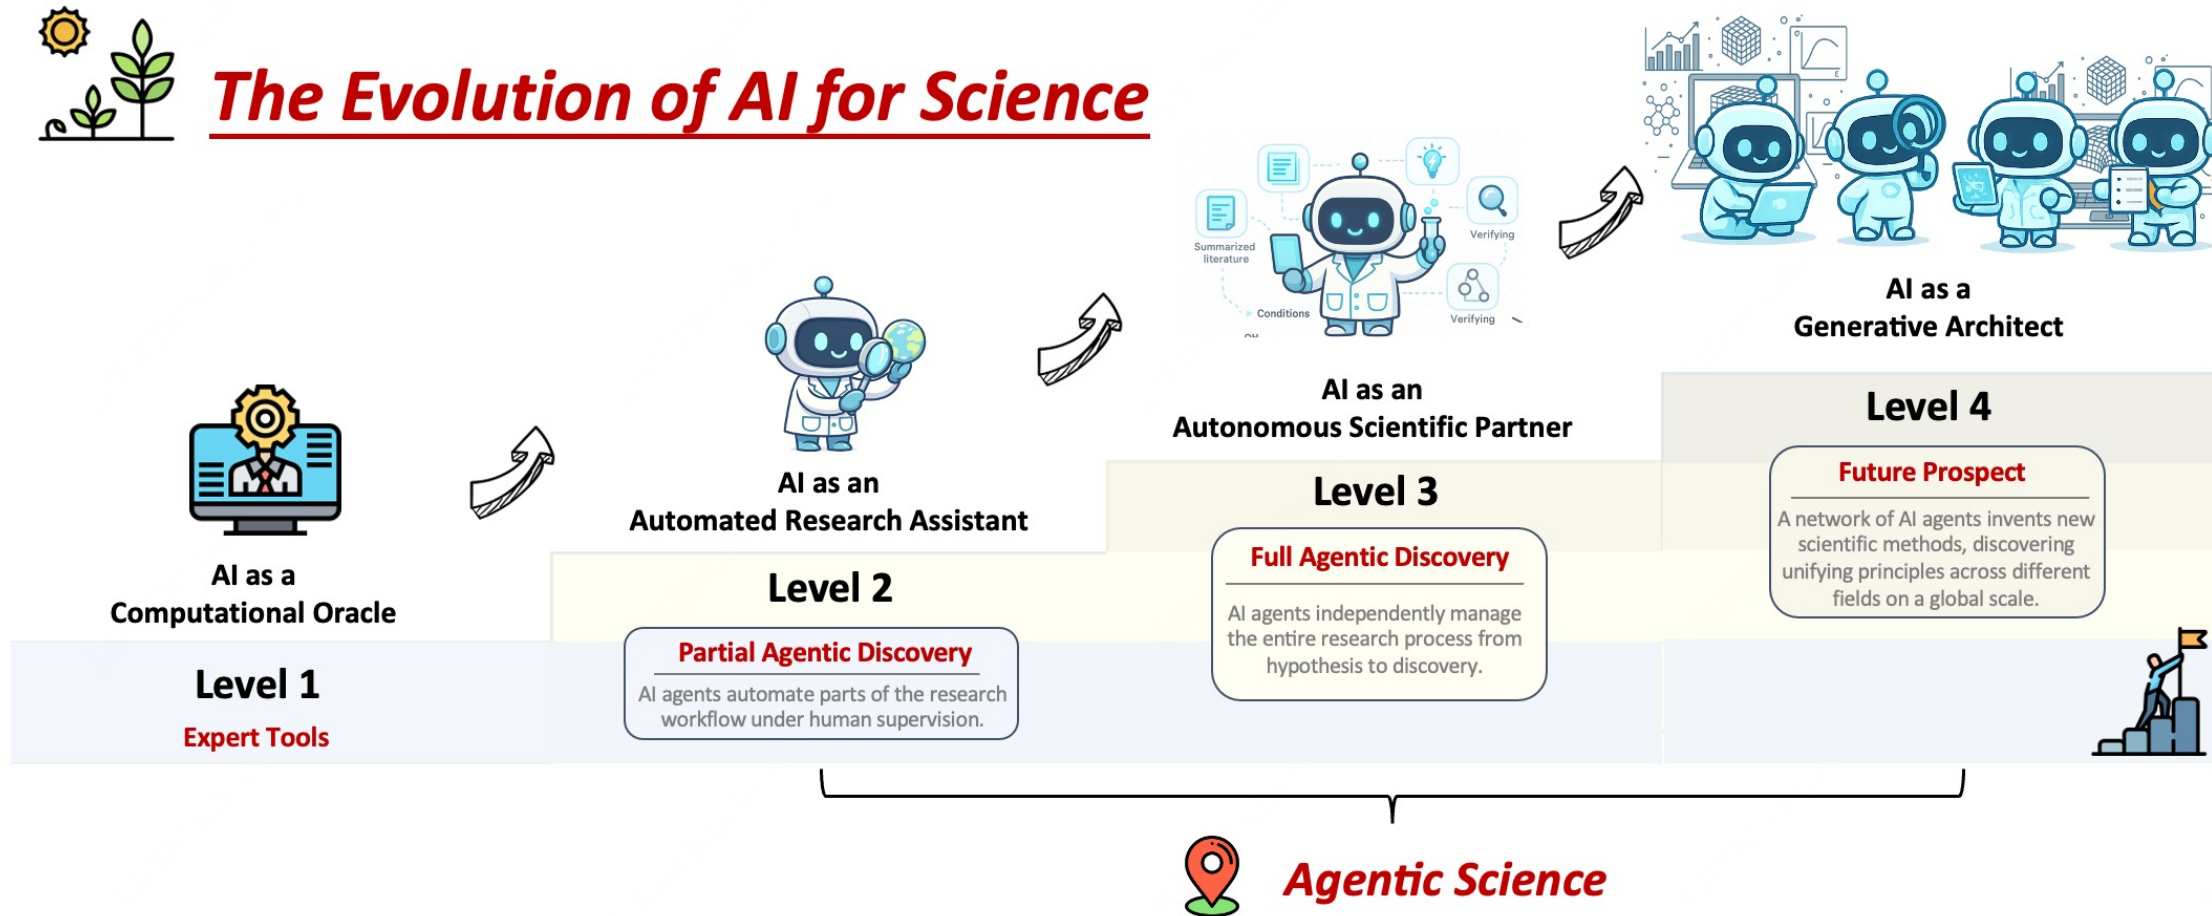 The Evolution of AI for Science
AI as a
Computational Oracle
Level 1
Expert Tools
AI as an
Automated Research Assistant
Level 2
Partial Agentic Discovery
AI agents automate parts of the research
workflow under human supervision.
Summarized
literature
Conditions
OH
Verifying
Verifying
AI as an
Autonomous Scientific Partner
Level 3
Full Agentic Discovery
AI agents independently manage
the entire research process from
hypothesis to discovery.
AI as a
Generative Architect
Level 4
Future Prospect
A network of AI agents invents new
scientific methods, discovering
unifying principles across different
fields on a global scale.
Agentic Science